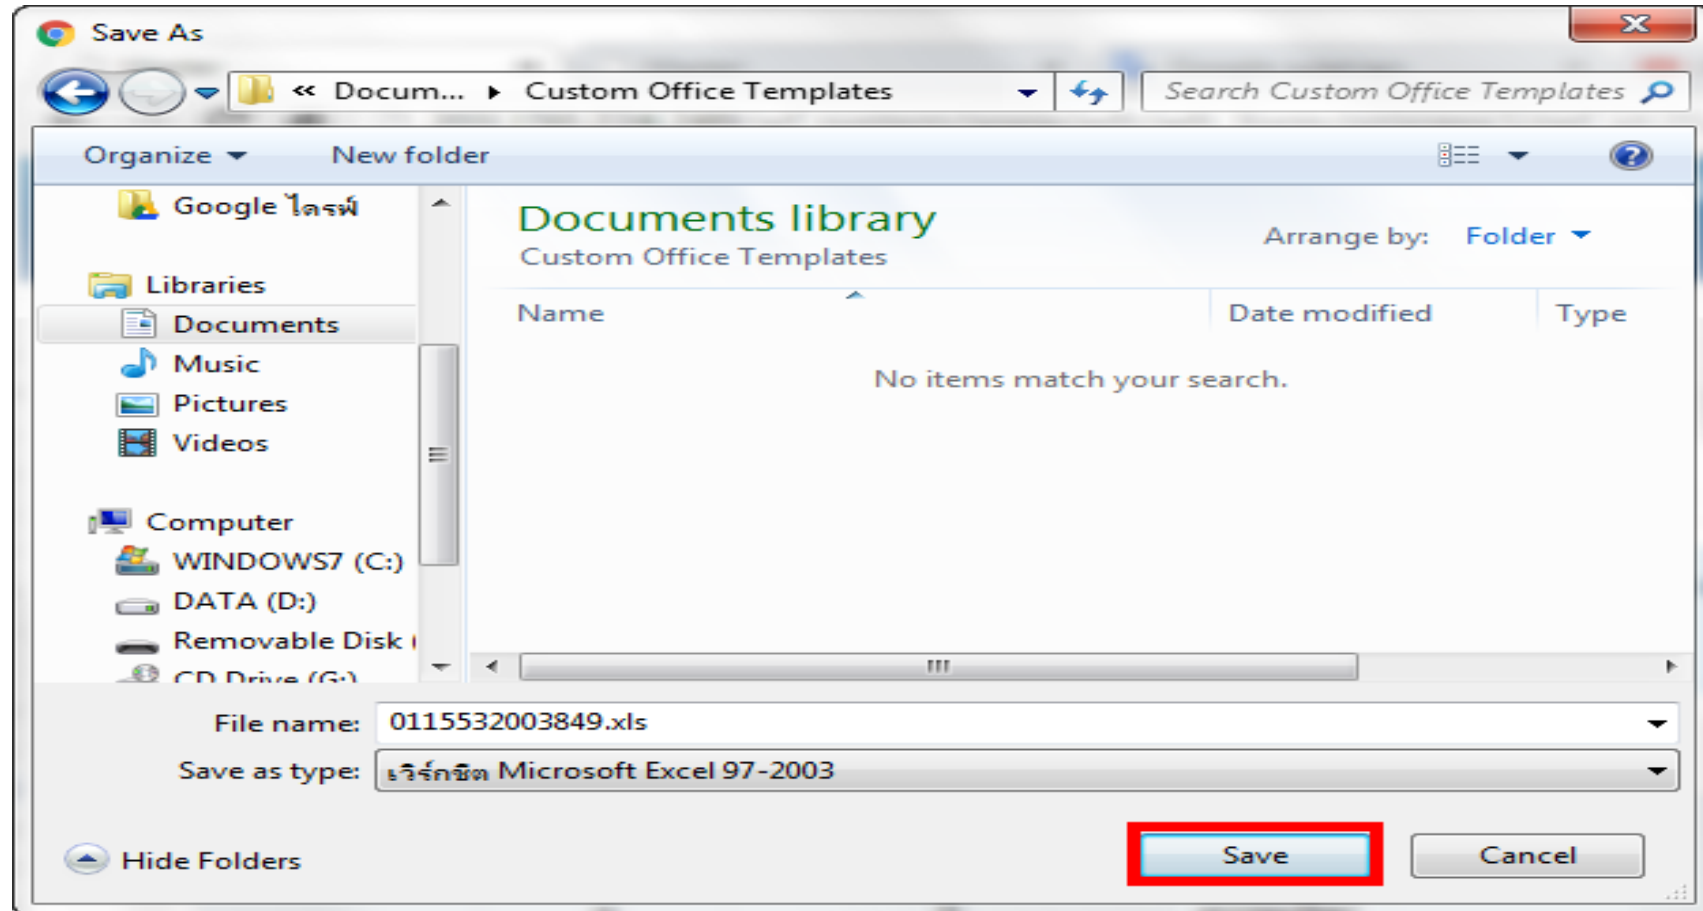 Save As
« Docum... ▸ Custom Office Templates
Search Custom Office Templates
Organize
New folder
Google ไดรฟ์
Libraries
Documents
Music
Pictures
Videos
Computer
WINDOWS7 (C:)
DATA (D:)
Removable Disk (
CD Drive (G:)
Documents library
Custom Office Templates
Arrange by: Folder
Name
Date modified
Type
No items match your search.
File name: 0115532003849.xls
Save as type: เวิร์กชีต Microsoft Excel 97-2003
Hide Folders
Save
Cancel